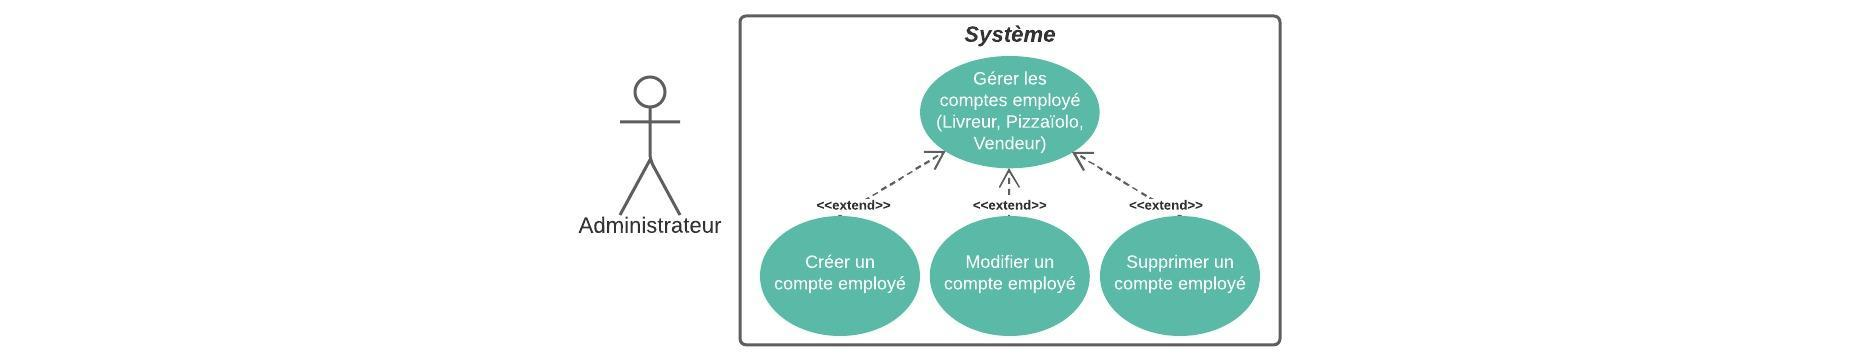 Système
Gérer les
comptes employé
(Livreur, Pizzaïolo,
Vendeur)
<<extend>>
<<extend>>
<<extend>>
Administrateur
Créer un
compte employé
Modifier un
compte employé
Supprimer un
compte employé